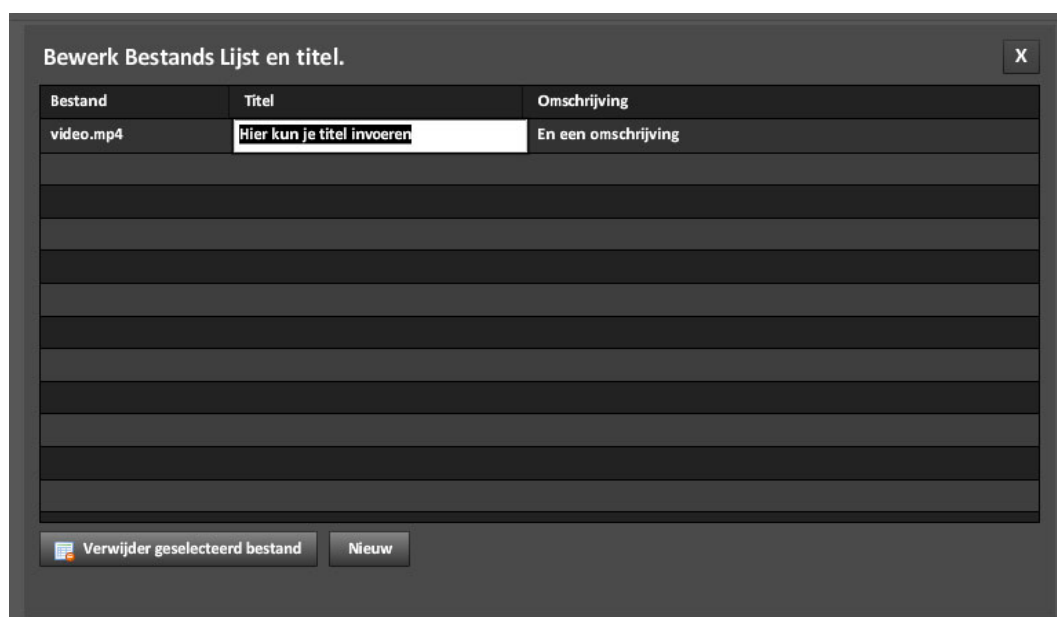 Bewerk Bestands Lijst en titel.
X
Bestand Titel Omschrijving
video.mp4 Hier kun je titel invoeren En een omschrijving
Verwijder geselecteerd bestand Nieuw